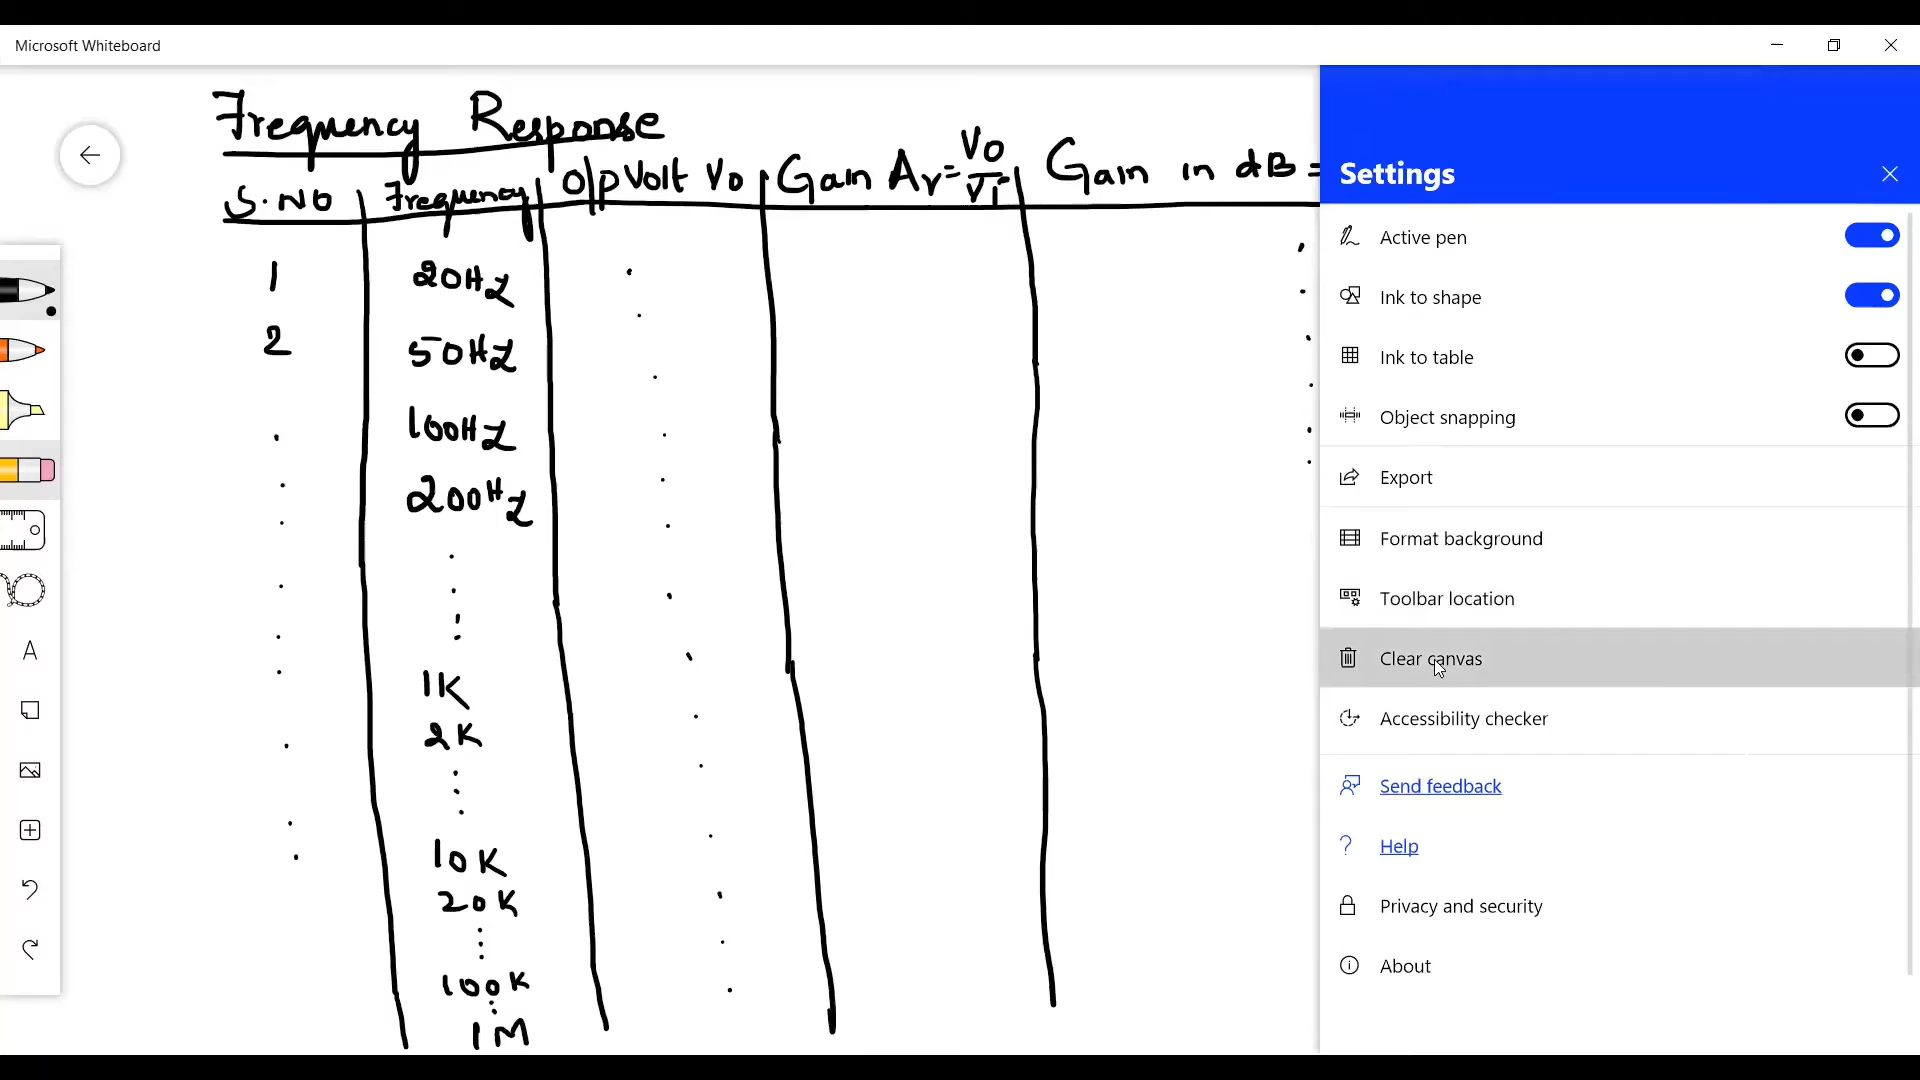 Microsoft Whiteboard
Frequency Response
S.No Frequency O/p Volt Vo Gain Av=Vo/Vi Gain in dB =
1 20Hz
2 50Hz
100Hz
200Hz
1K
2K
10K
20K
100K
1M
Settings
Active pen
Ink to shape
Ink to table
Object snapping
Export
Format background
Toolbar location
Clear canvas
Accessibility checker
Send feedback
Help
Privacy and security
About